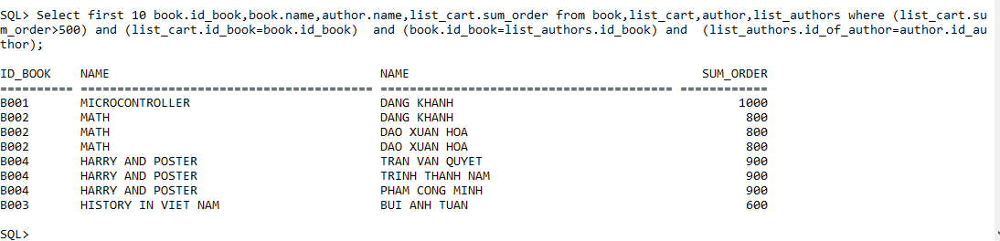 SQL> Select first 10 book.id_book,book.name,author.name,list_cart.sum_order from book,list_cart,author,list_authors where (list_cart.su
m_order>500) and (list_cart.id_book=book.id_book)  and (book.id_book=list_authors.id_book) and  (list_authors.id_of_author=author.id_au
thor);
ID_BOOK    NAME                                     NAME                                        SUM_ORDER
========== ======================================== ======================================== ============
B001       MICROCONTROLLER                          DANG KHANH                                       1000
B002       MATH                                     DANG KHANH                                        800
B002       MATH                                     DAO XUAN HOA                                      800
B002       MATH                                     DAO XUAN HOA                                      800
B004       HARRY AND POSTER                         TRAN VAN QUYET                                    900
B004       HARRY AND POSTER                         TRINH THANH NAM                                   900
B004       HARRY AND POSTER                         PHAM CONG MINH                                    900
B003       HISTORY IN VIET NAM                      BUI ANH TUAN                                      600
SQL>